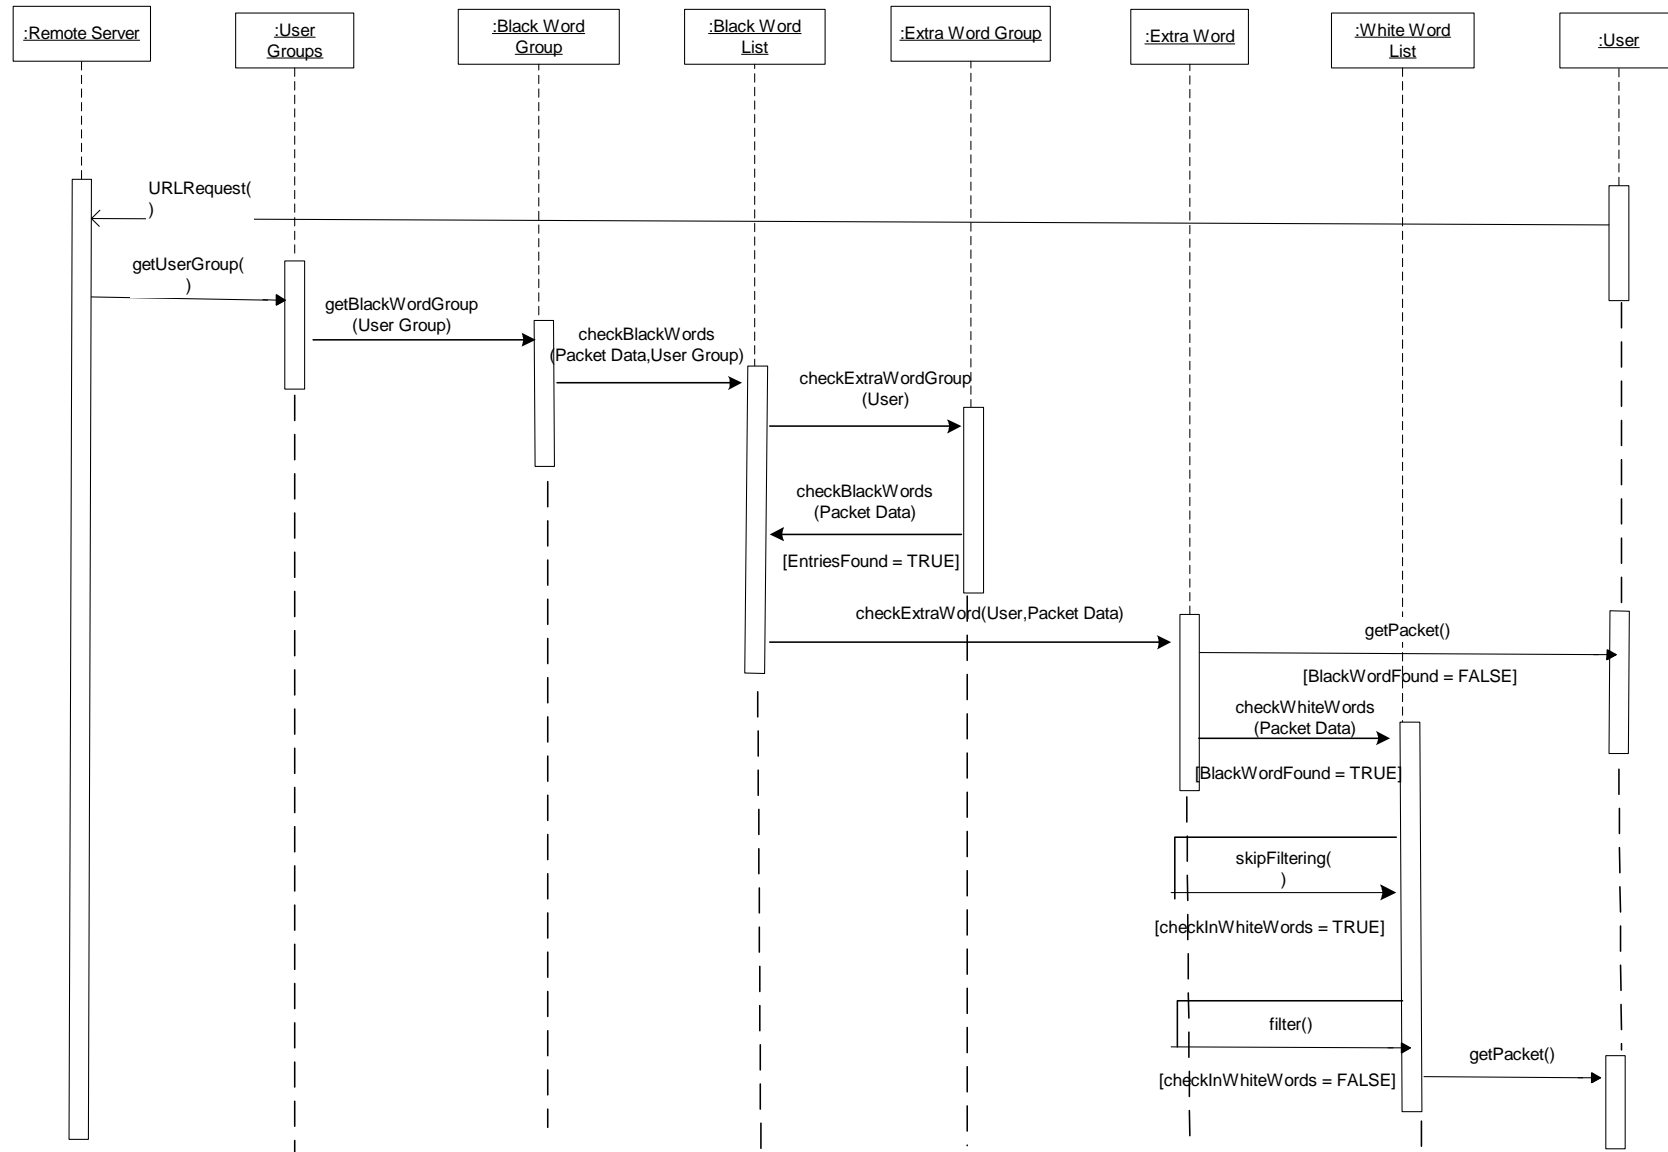 :Remote Server
:User
Groups
:Black Word
Group
:Black Word
List
:Extra Word Group
:Extra Word
:White Word
List
:User
URLRequest(
)
getUserGroup(
)
getBlackWordGroup
(User Group)
checkBlackWords
(Packet Data,User Group)
checkExtraWordGroup
(User)
checkBlackWords
(Packet Data)
[EntriesFound = TRUE]
checkExtraWord(User,Packet Data)
getPacket()
[BlackWordFound = FALSE]
checkWhiteWords
(Packet Data)
[BlackWordFound = TRUE]
skipFiltering(
)
[checkInWhiteWords = TRUE]
filter()
getPacket()
[checkInWhiteWords = FALSE]